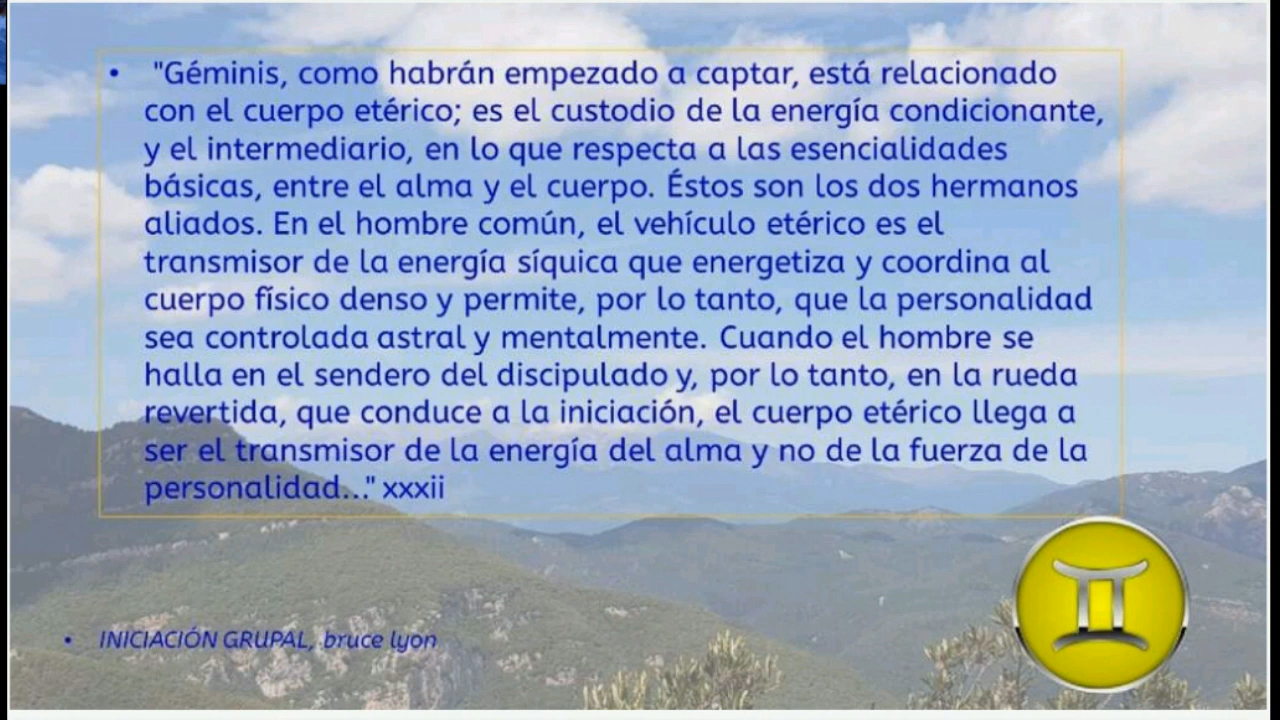 • "Géminis, como habrán empezado a captar, está relacionado
con el cuerpo etérico; es el custodio de la energía condicionante,
y el intermediario, en lo que respecta a las esencialidades
básicas, entre el alma y el cuerpo. Éstos son los dos hermanos
aliados. En el hombre común, el vehículo etérico es el
transmisor de la energía síquica que energetiza y coordina al
cuerpo físico denso y permite, por lo tanto, que la personalidad
sea controlada astral y mentalmente. Cuando el hombre se
halla en el sendero del discipulado y, por lo tanto, en la rueda
revertida, que conduce a la iniciación, el cuerpo etérico llega a
ser el transmisor de la energía del alma y no de la fuerza de la
personalidad..." xxxii
• INICIACIÓN GRUPAL, bruce lyon